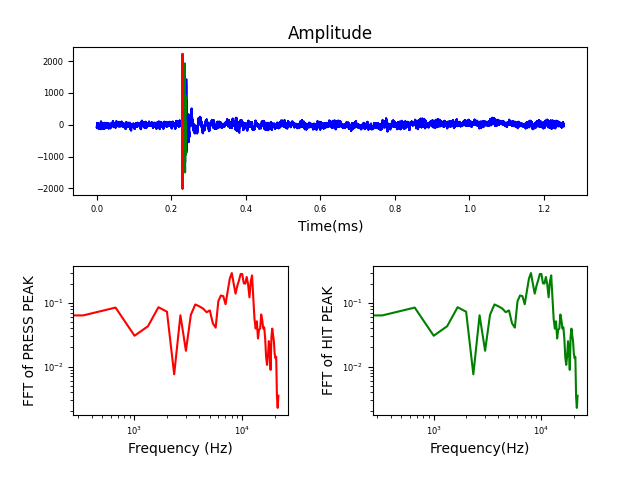 Amplitude
2000
1000
0
−1000
−2000
0.0 0.2 0.4 0.6 0.8 1.0 1.2
Time(ms)
FFT of PRESS PEAK
10⁻¹
10⁻²
10³ 10⁴
Frequency (Hz)
FFT of HIT PEAK
10⁻¹
10⁻²
10³ 10⁴
Frequency(Hz)